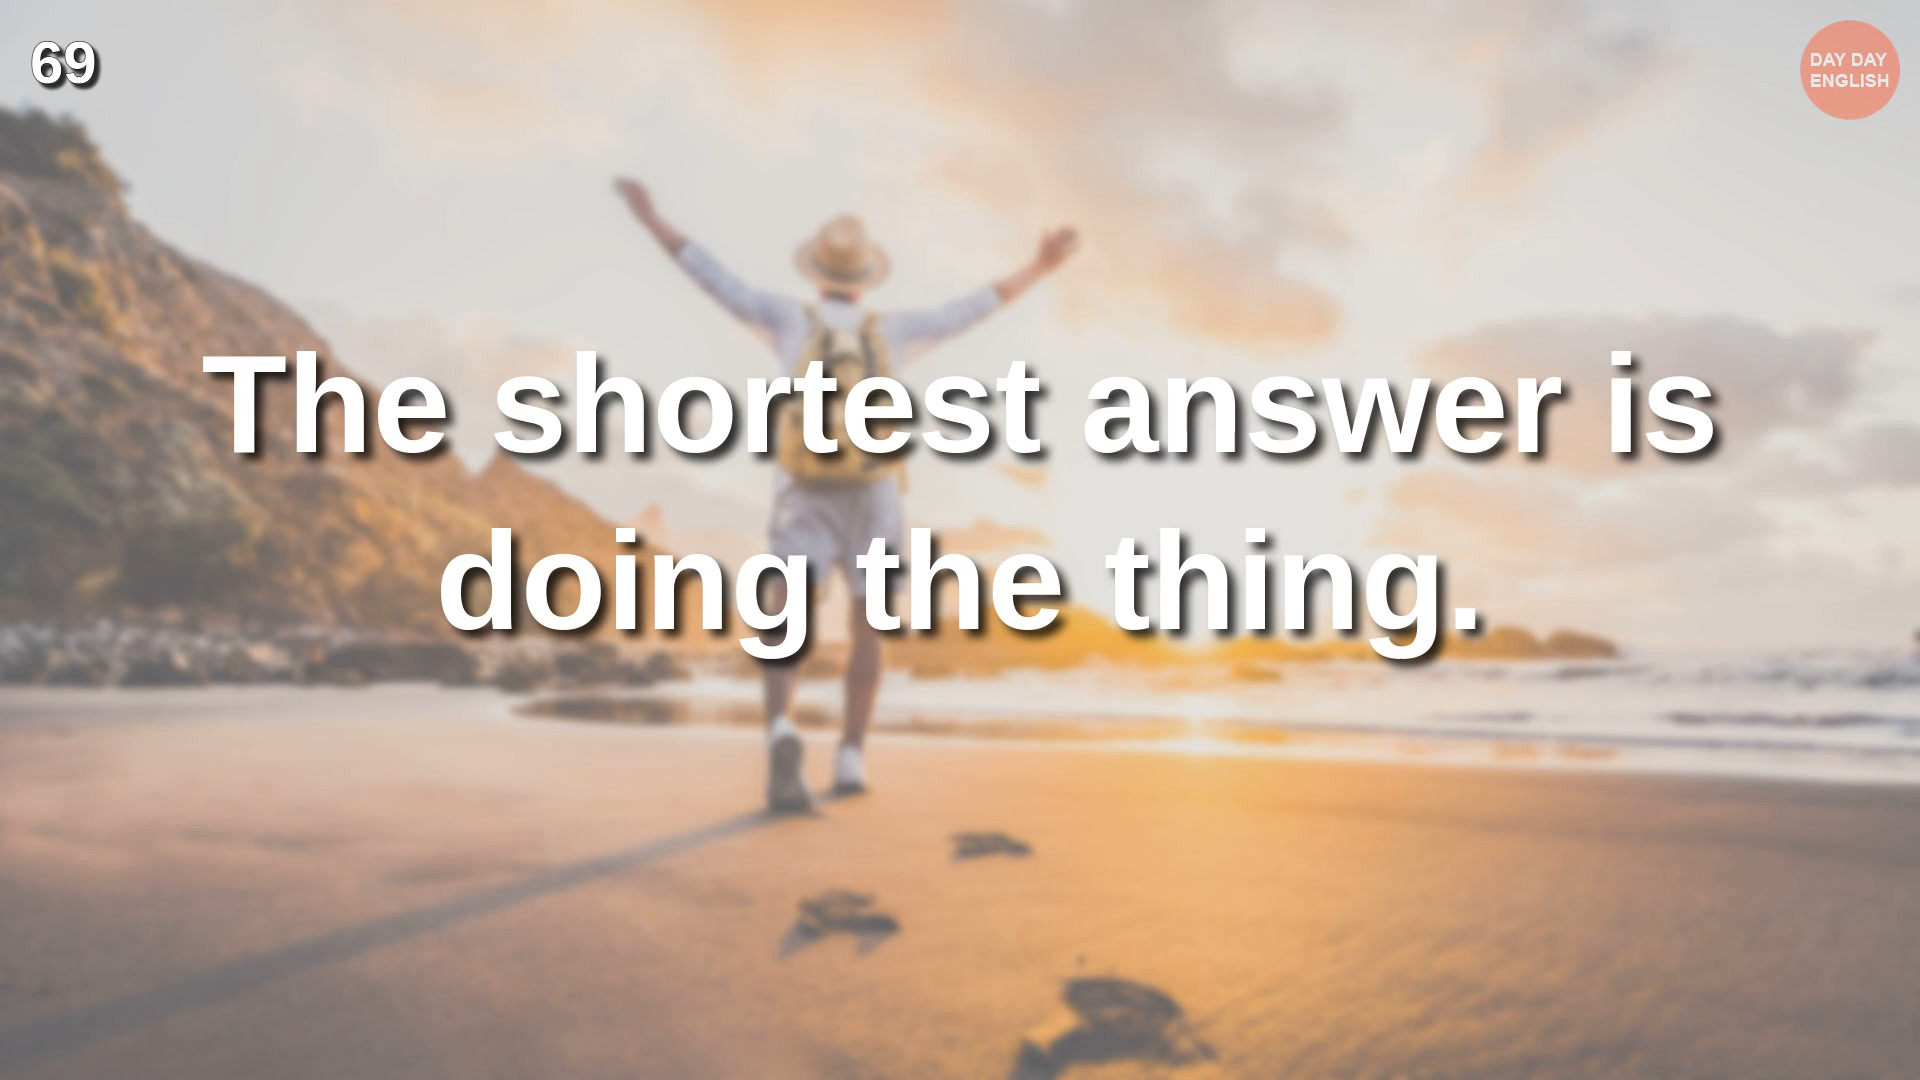 69
DAY DAY
ENGLISH
The shortest answer is
doing the thing.